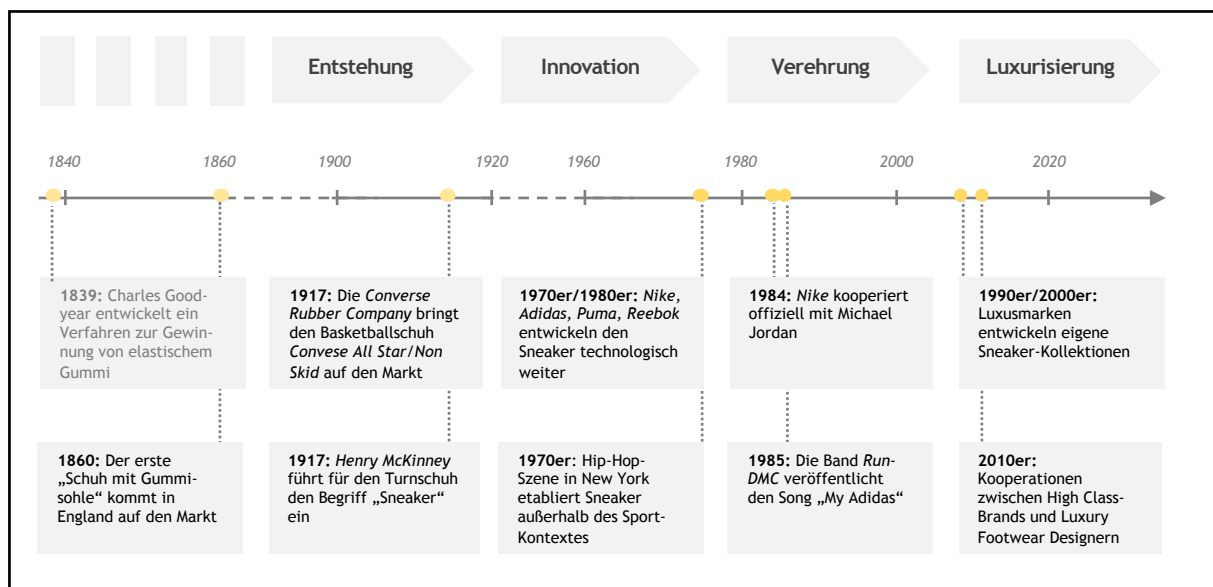 Entstehung
Innovation
Verehrung
Luxurisierung
1840
1860
1900
1920
1960
1980
2000
2020
1839: Charles Good-
year entwickelt ein
Verfahren zur Gewin-
nung von elastischem
Gummi
1917: Die Converse
Rubber Company bringt
den Basketballschuh
Convese All Star/Non
Skid auf den Markt
1970er/1980er: Nike,
Adidas, Puma, Reebok
entwickeln den
Sneaker technologisch
weiter
1984: Nike kooperiert
offiziell mit Michael
Jordan
1990er/2000er:
Luxusmarken
entwickeln eigene
Sneaker-Kollektionen
1860: Der erste
„Schuh mit Gummi-
sohle“ kommt in
England auf den Markt
1917: Henry McKinney
führt für den Turnschuh
den Begriff „Sneaker“
ein
1970er: Hip-Hop-
Szene in New York
etabliert Sneaker
außerhalb des Sport-
Kontextes
1985: Die Band Run-
DMC veröffentlicht
den Song „My Adidas“
2010er:
Kooperationen
zwischen High Class-
Brands und Luxury
Footwear Designern